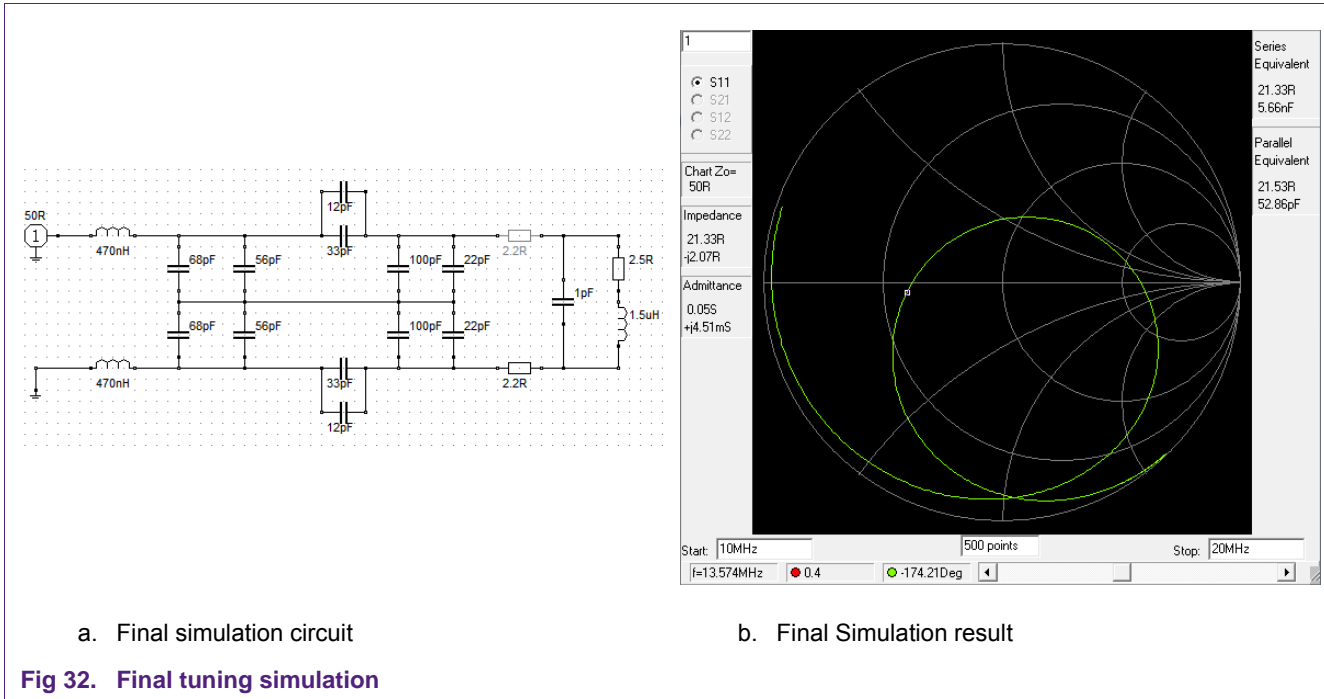 50R
1
470nH
68pF
56pF
12pF
33pF
100pF
22pF
2.2R
1pF
2.5R
1.5uH
68pF
56pF
100pF
22pF
470nH
33pF
12pF
2.2R
1
S11
S21
S12
S22
Chart Zo=
50R
Impedance
21.33R
-j2.07R
Admittance
0.05S
+j4.51mS
Series
Equivalent
21.33R
5.66nF
Parallel
Equivalent
21.53R
52.86pF
Start: 10MHz 500 points Stop: 20MHz
f=13.574MHz 0.4 -174.21Deg
a. Final simulation circuit
b. Final Simulation result
Fig 32. Final tuning simulation